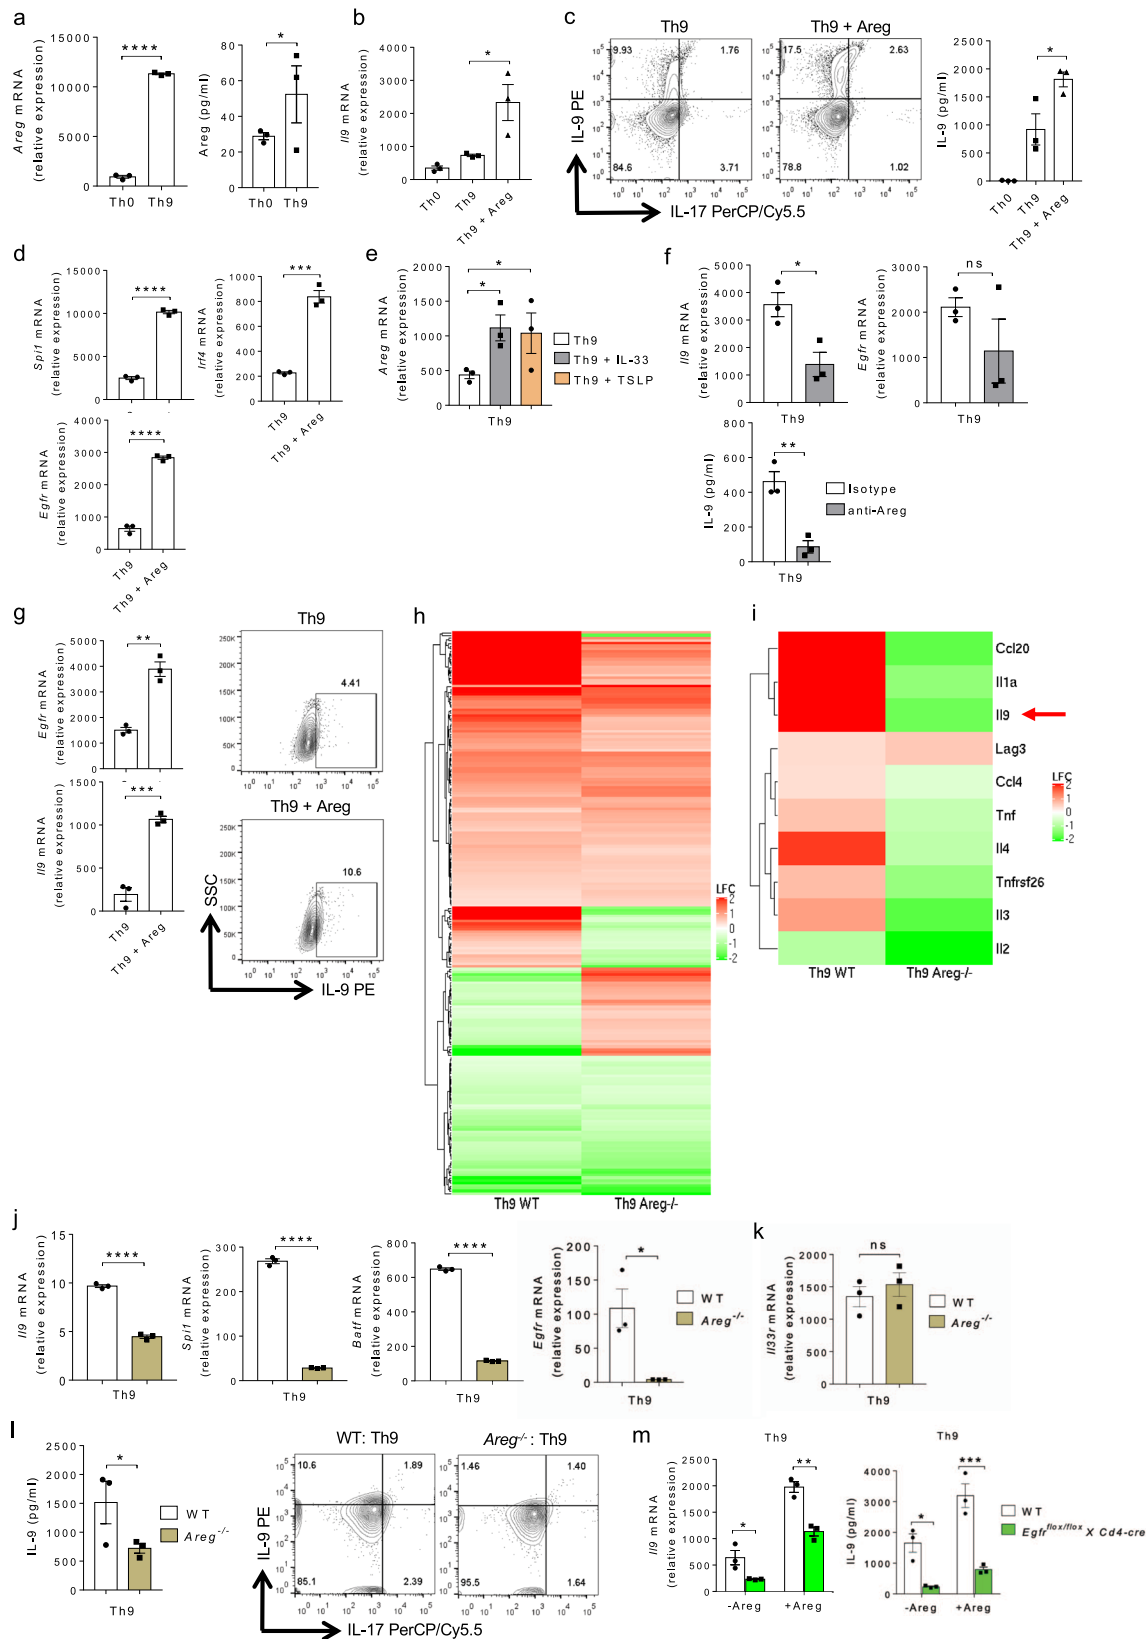 a
Areg mRNA
(relative expression)
15000
10000
5000
0
****
Th0
Th9
Areg (pg/ml)
80
60
40
20
0
*
Th0
Th9
b
Il9 mRNA
(relative expression)
4000
3000
2000
1000
0
*
Th0
Th9
Th9 + Areg
c
Th9
9.93
1.76
84.6
3.71
Th9 + Areg
17.5
2.63
78.8
1.02
IL-9 PE
IL-17 PerCP/Cy5.5
IL-9 (pg/ml)
2500
2000
1500
1000
500
0
*
Th0
Th9
Th9 + Areg
d
Spi1 mRNA
(relative expression)
15000
10000
5000
0
****
Irf4 mRNA
(relative expression)
1000
800
600
400
200
0
***
Th9
Th9 + Areg
Egfr mRNA
(relative expression)
4000
3000
2000
1000
0
****
Th9
Th9 + Areg
e
Areg mRNA
(relative expression)
2000
1500
1000
500
0
*
*
Th9
Th9 + IL-33
Th9 + TSLP
Th9
f
Il9 mRNA
(relative expression)
5000
4000
3000
2000
1000
0
*
Th9
Egfr mRNA
(relative expression)
3000
2000
1000
0
ns
Th9
IL-9 (pg/ml)
800
600
400
200
0
**
Isotype
anti-Areg
Th9
g
Egfr mRNA
(relative expression)
5000
4000
3000
2000
1000
0
**
Il9 mRNA
(relative expression)
1500
1000
500
0
***
Th9
Th9 + Areg
Th9
250K
200K
150K
100K
50K
0
4.41
Th9 + Areg
250K
200K
150K
100K
50K
0
10.6
SSC
IL-9 PE
h
LFC
2
1
0
-1
-2
Th9 WT
Th9 Areg-/-
i
Ccl20
Il1a
Il9
Lag3
Ccl4
Tnf
Il4
Tnfrsf26
Il3
Il2
LFC
2
1
0
-1
-2
Th9 WT
Th9 Areg-/-
j
Il9 mRNA
(relative expression)
15
10
5
0
****
Th9
Spi1 mRNA
(relative expression)
300
200
100
0
****
Th9
Batf mRNA
(relative expression)
800
600
400
200
0
****
Th9
Egfr mRNA
(relative expression)
200
150
100
50
0
*
WT
Areg-/-
Th9
k
Il33r mRNA
(relative expression)
2000
1500
1000
500
0
ns
WT
Areg-/-
Th9
l
IL-9 (pg/ml)
2500
2000
1500
1000
500
0
*
WT
Areg-/-
Th9
WT: Th9
10.6
1.89
85.1
2.39
Areg-/-: Th9
1.46
1.40
95.5
1.64
IL-9 PE
IL-17 PerCP/Cy5.5
m
Th9
Il9 mRNA
(relative expression)
2500
2000
1500
1000
500
0
*
**
-Areg
+Areg
Th9
IL-9 (pg/ml)
4000
3000
2000
1000
0
*
***
WT
Egfrflox/flox X Cd4-cre
-Areg
+Areg